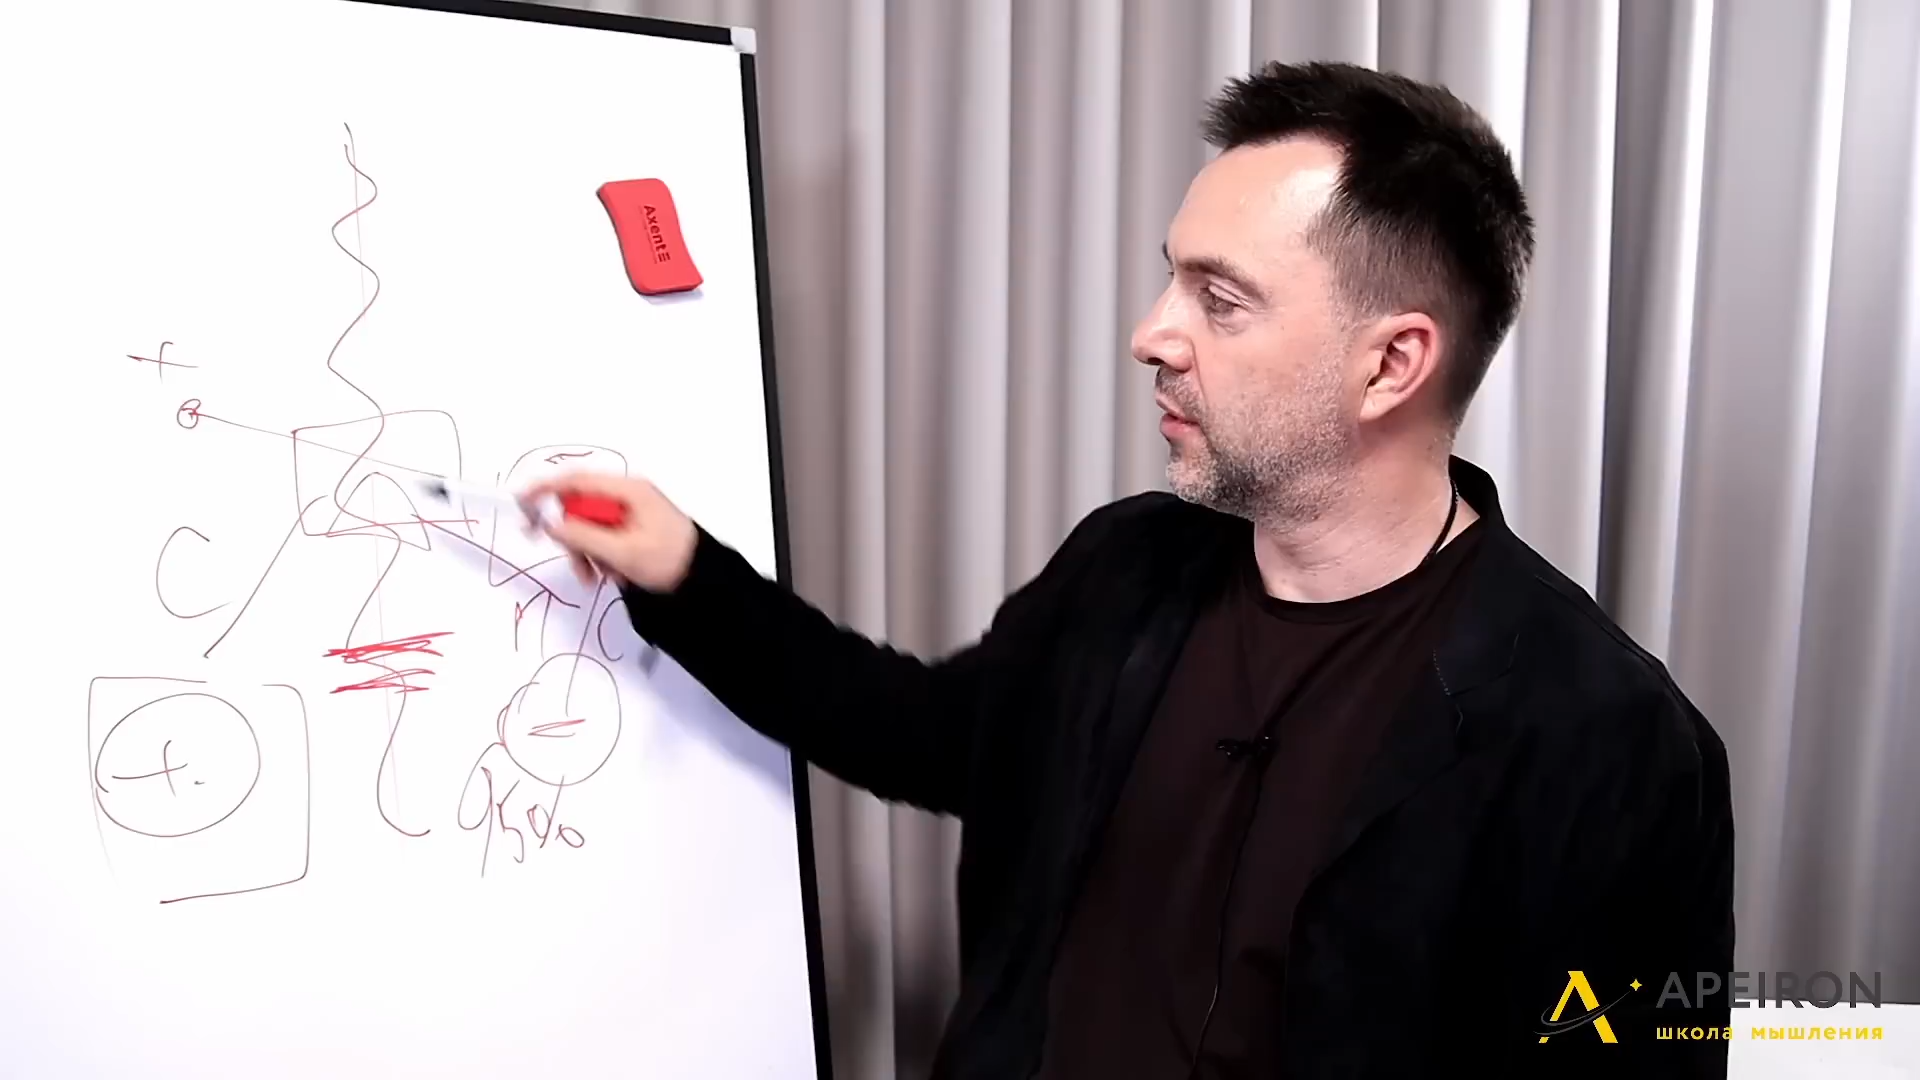 Axent
+
C
П
C
+.
95%
APEIRON
школа мышления